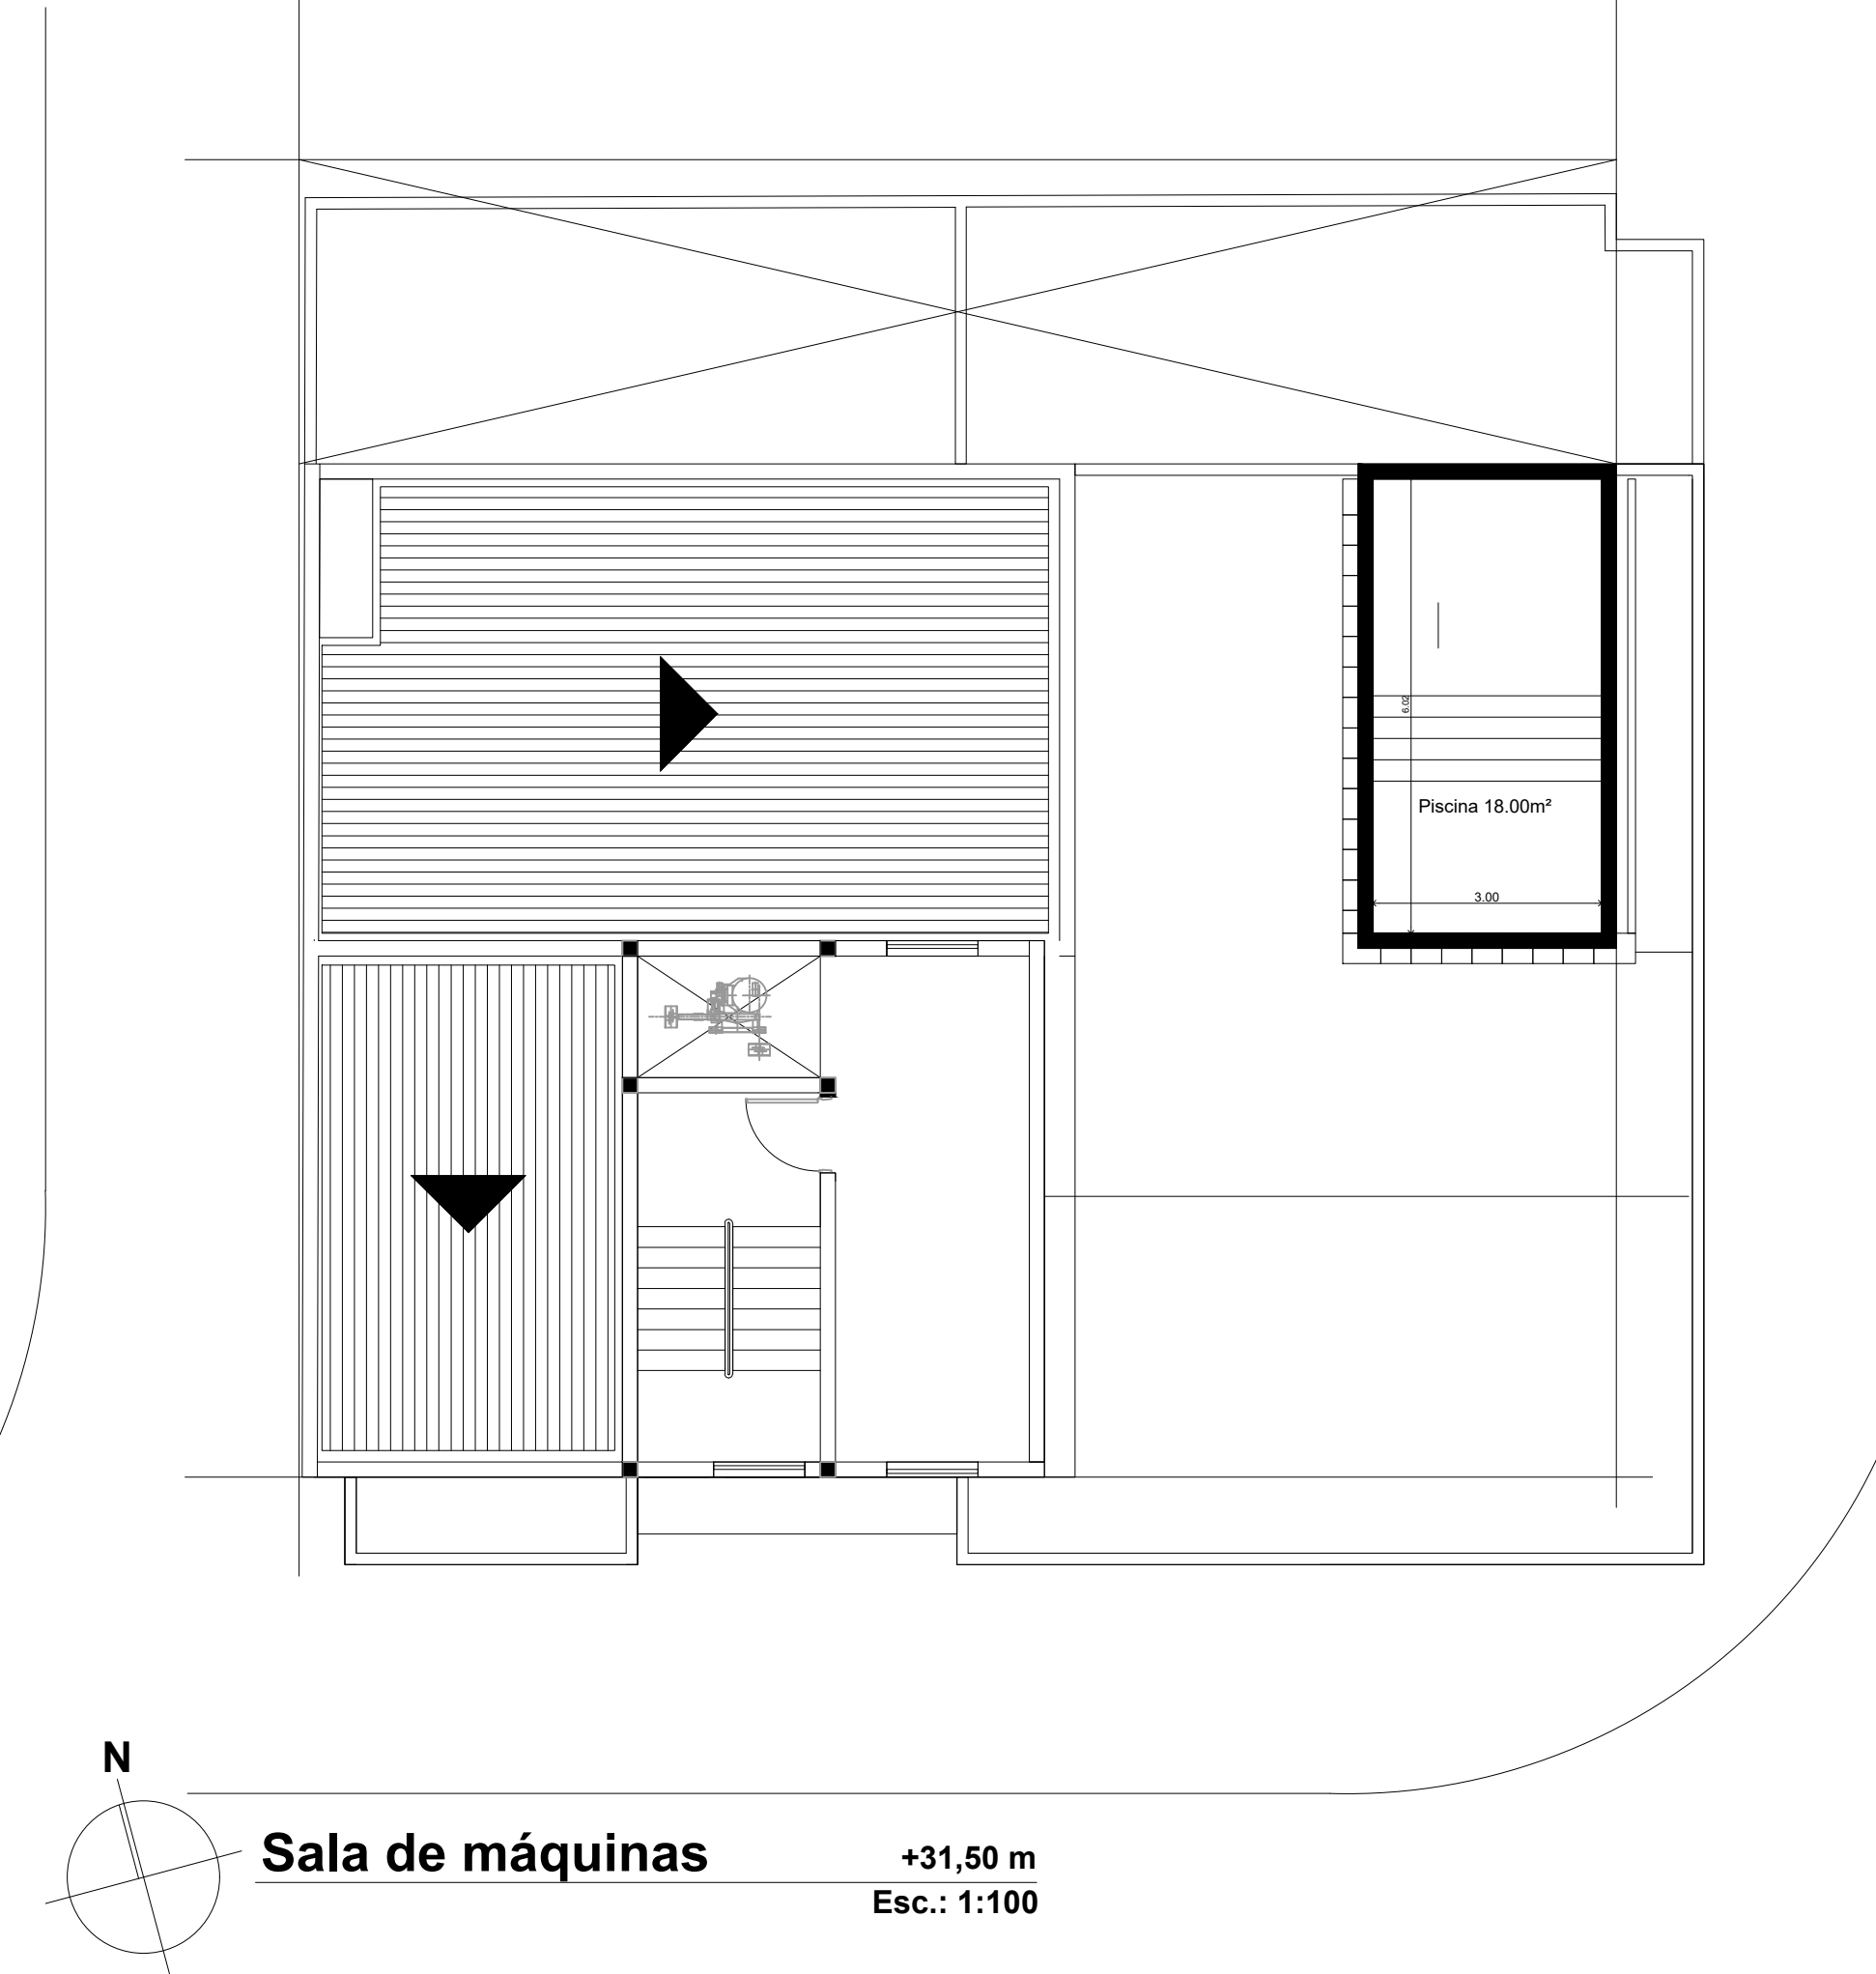 6.02
Piscina 18.00m²
3.00
N
Sala de máquinas
+31,50 m
Esc.: 1:100